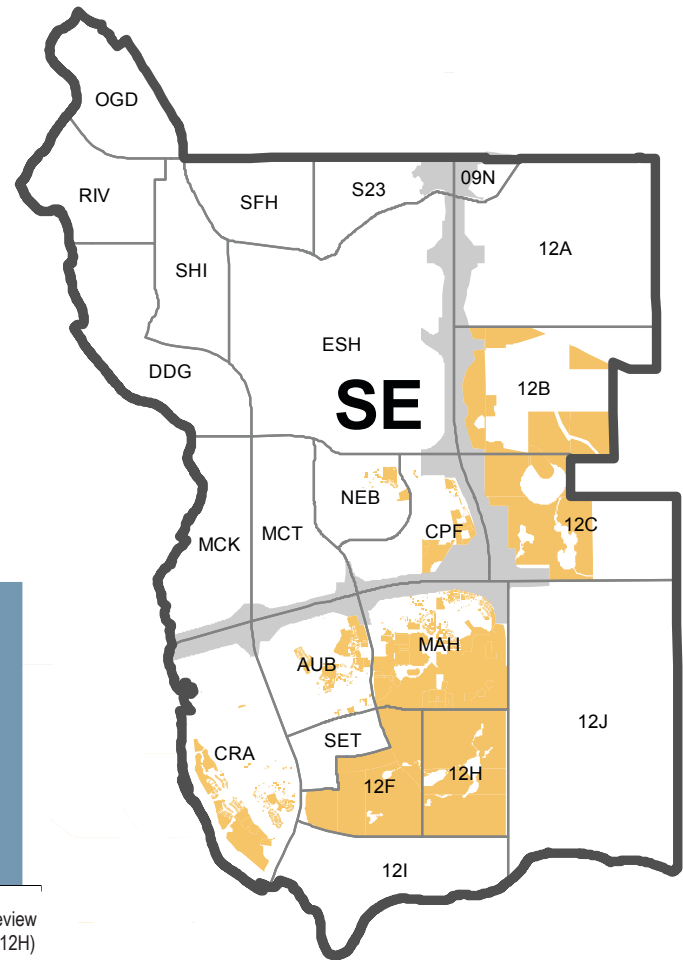 OGD
09N
S23
RIV
SFH
12A
SHI
ESH
DDG
12B
SE
NEB
12C
CPF
MCT
MCK
MAH
AUB
12J
SET
CRA
12H
12F
12I
12H)